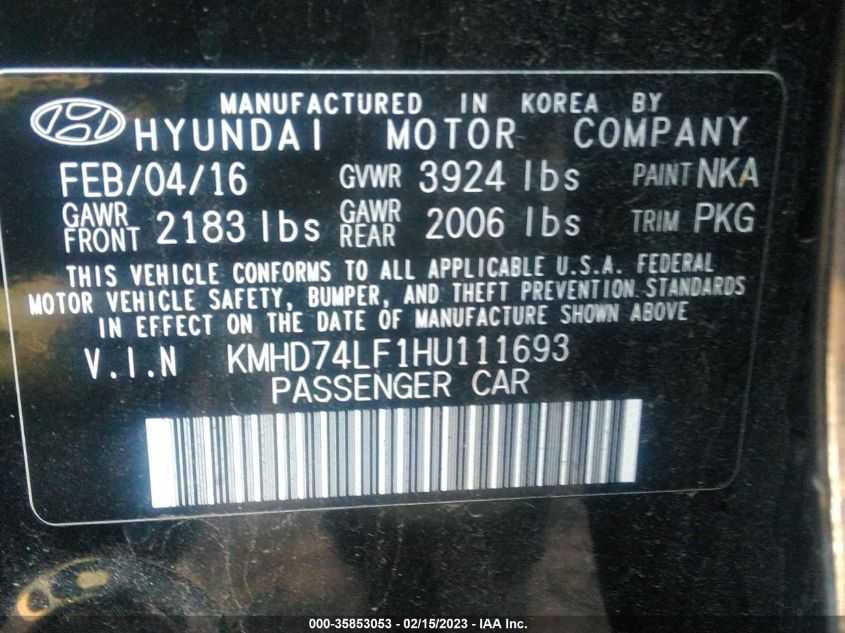 MANUFACTURED IN KOREA BY
HYUNDAI MOTOR COMPANY
FEB/04/16 GVWR 3924 lbs PAINT NKA
GAWR FRONT 2183 lbs GAWR REAR 2006 lbs TRIM PKG
THIS VEHICLE CONFORMS TO ALL APPLICABLE U.S.A. FEDERAL
MOTOR VEHICLE SAFETY, BUMPER, AND THEFT PREVENTION STANDARDS
IN EFFECT ON THE DATE OF MANUFACTURE SHOWN ABOVE
V.I.N KMHD74LF1HU111693
PASSENGER CAR
000-35853053 - 02/15/2023 - IAA Inc.